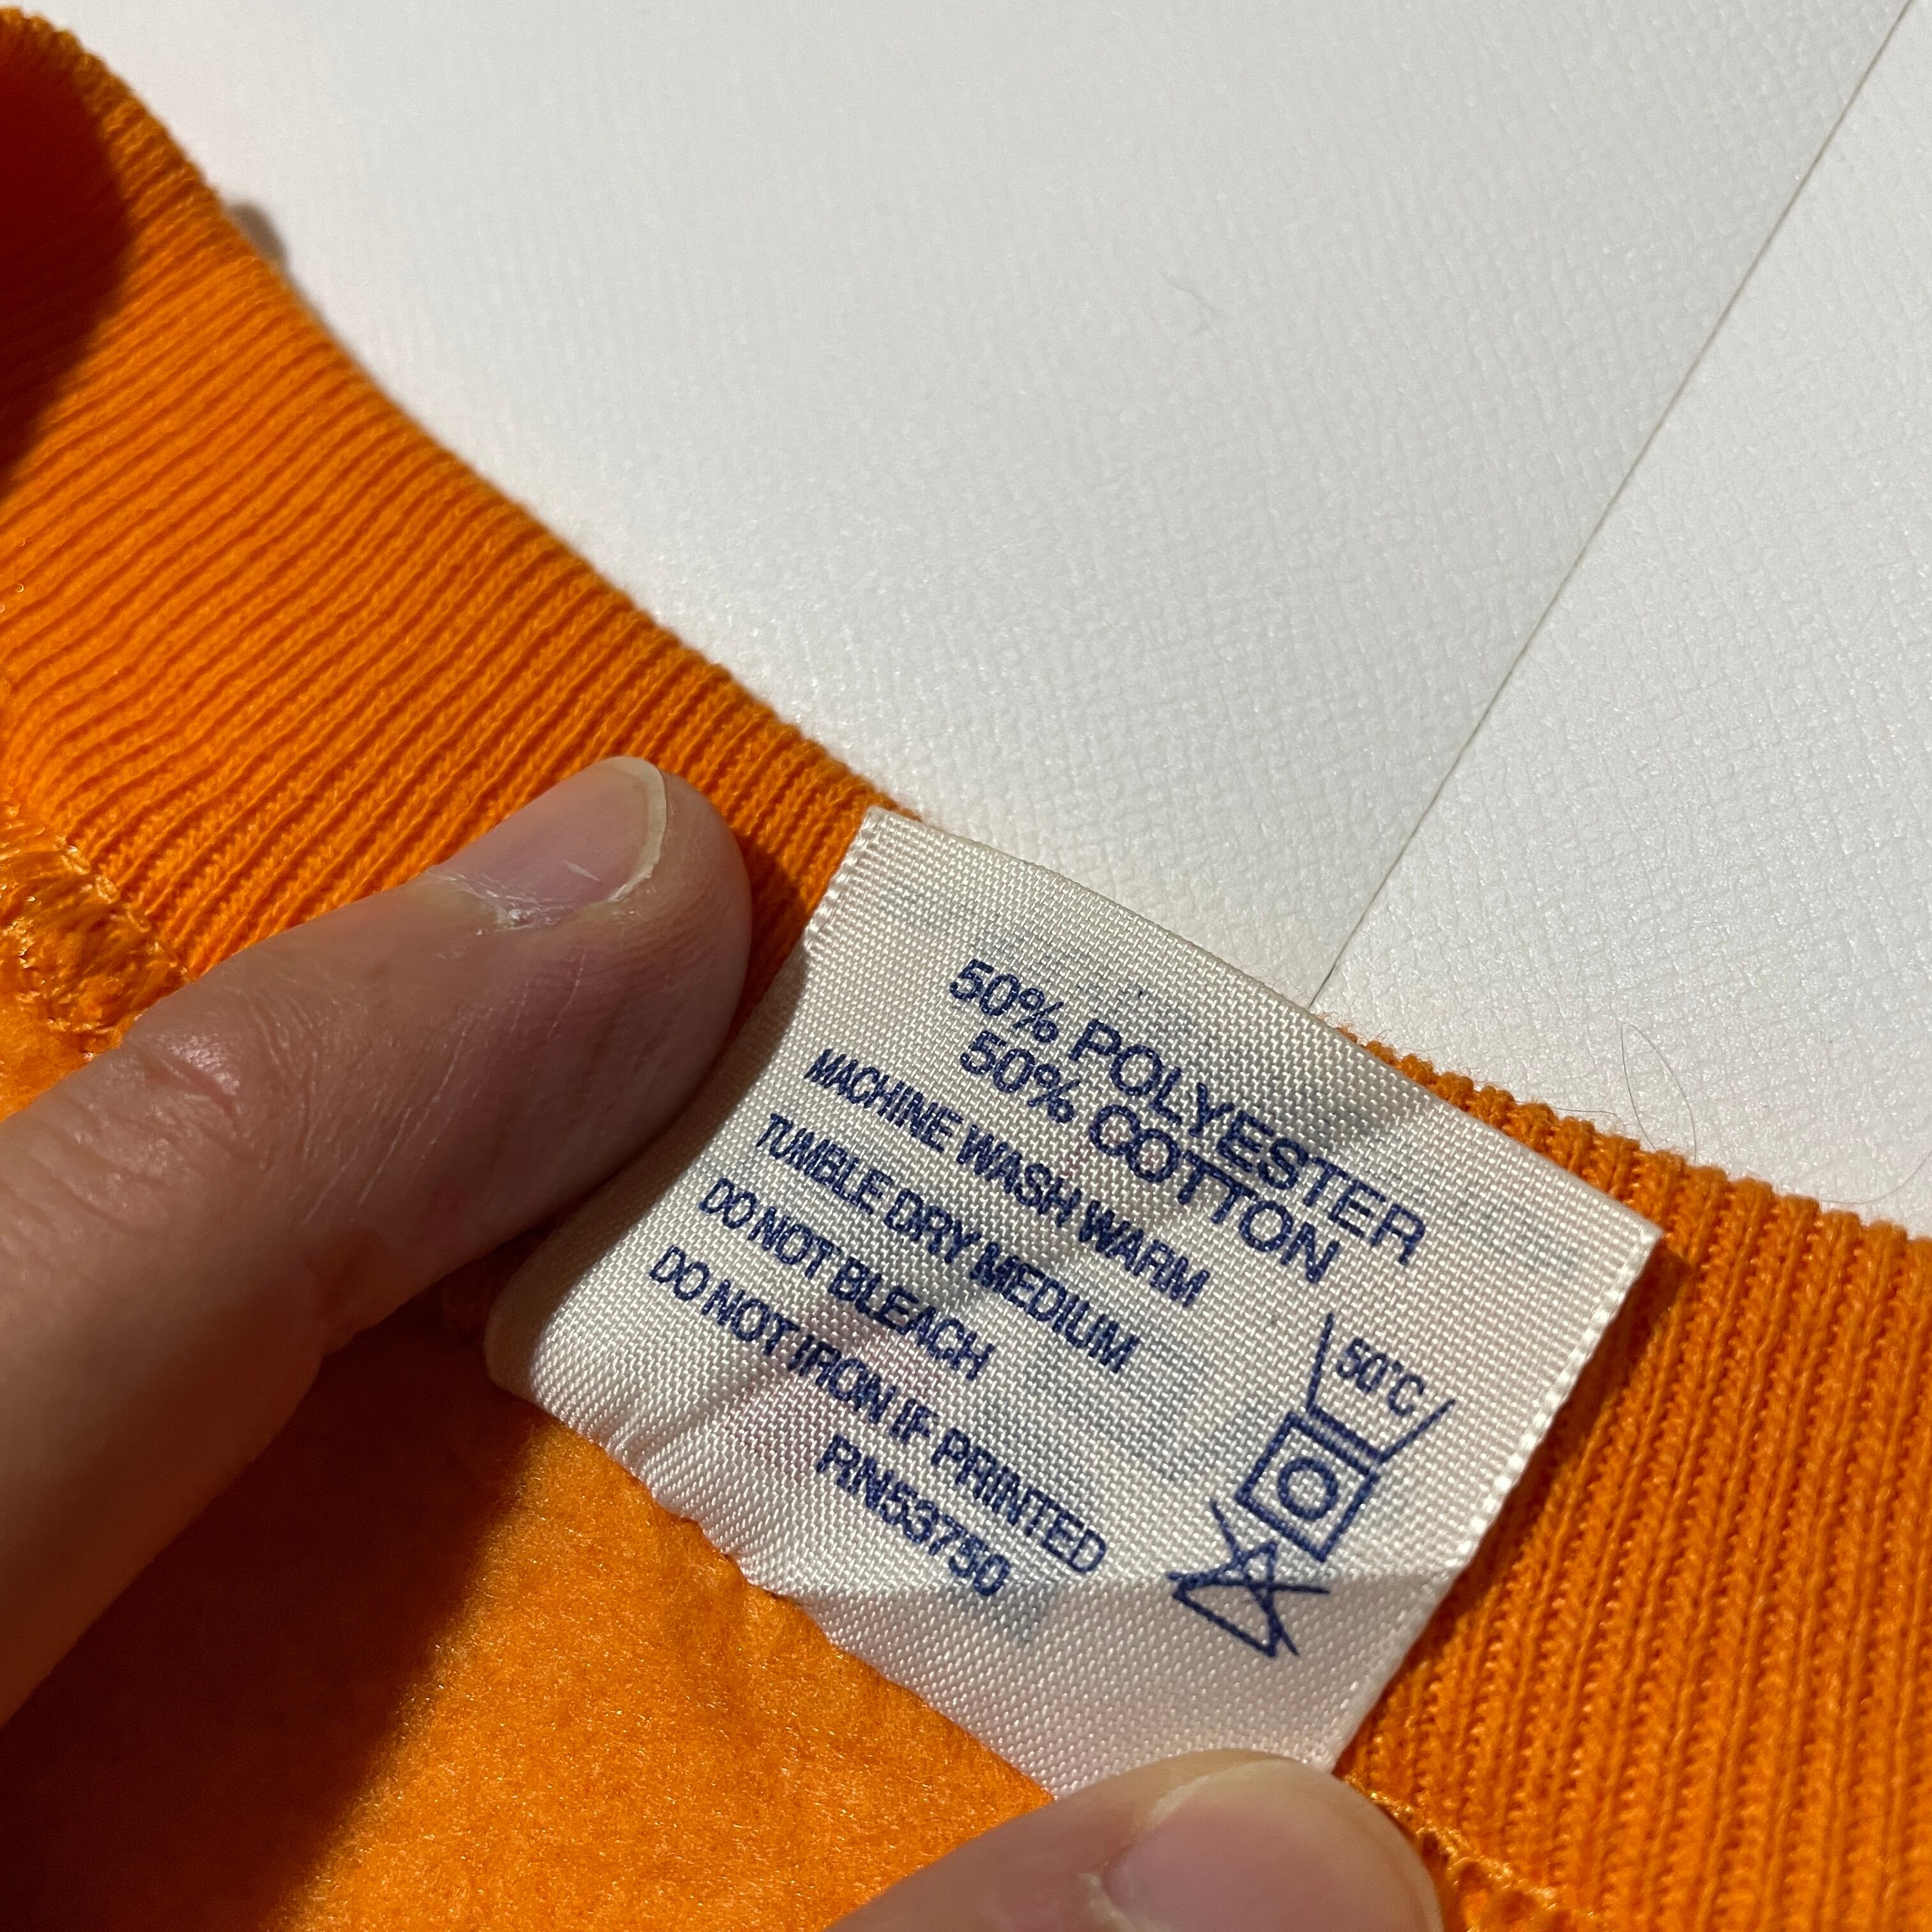 50% POLYESTER
50% COTTON
MACHINE WASH WARM
TUMBLE DRY MEDIUM
DO NOT BLEACH
DO NOT IRON IF PRINTED
RN53750
50°C